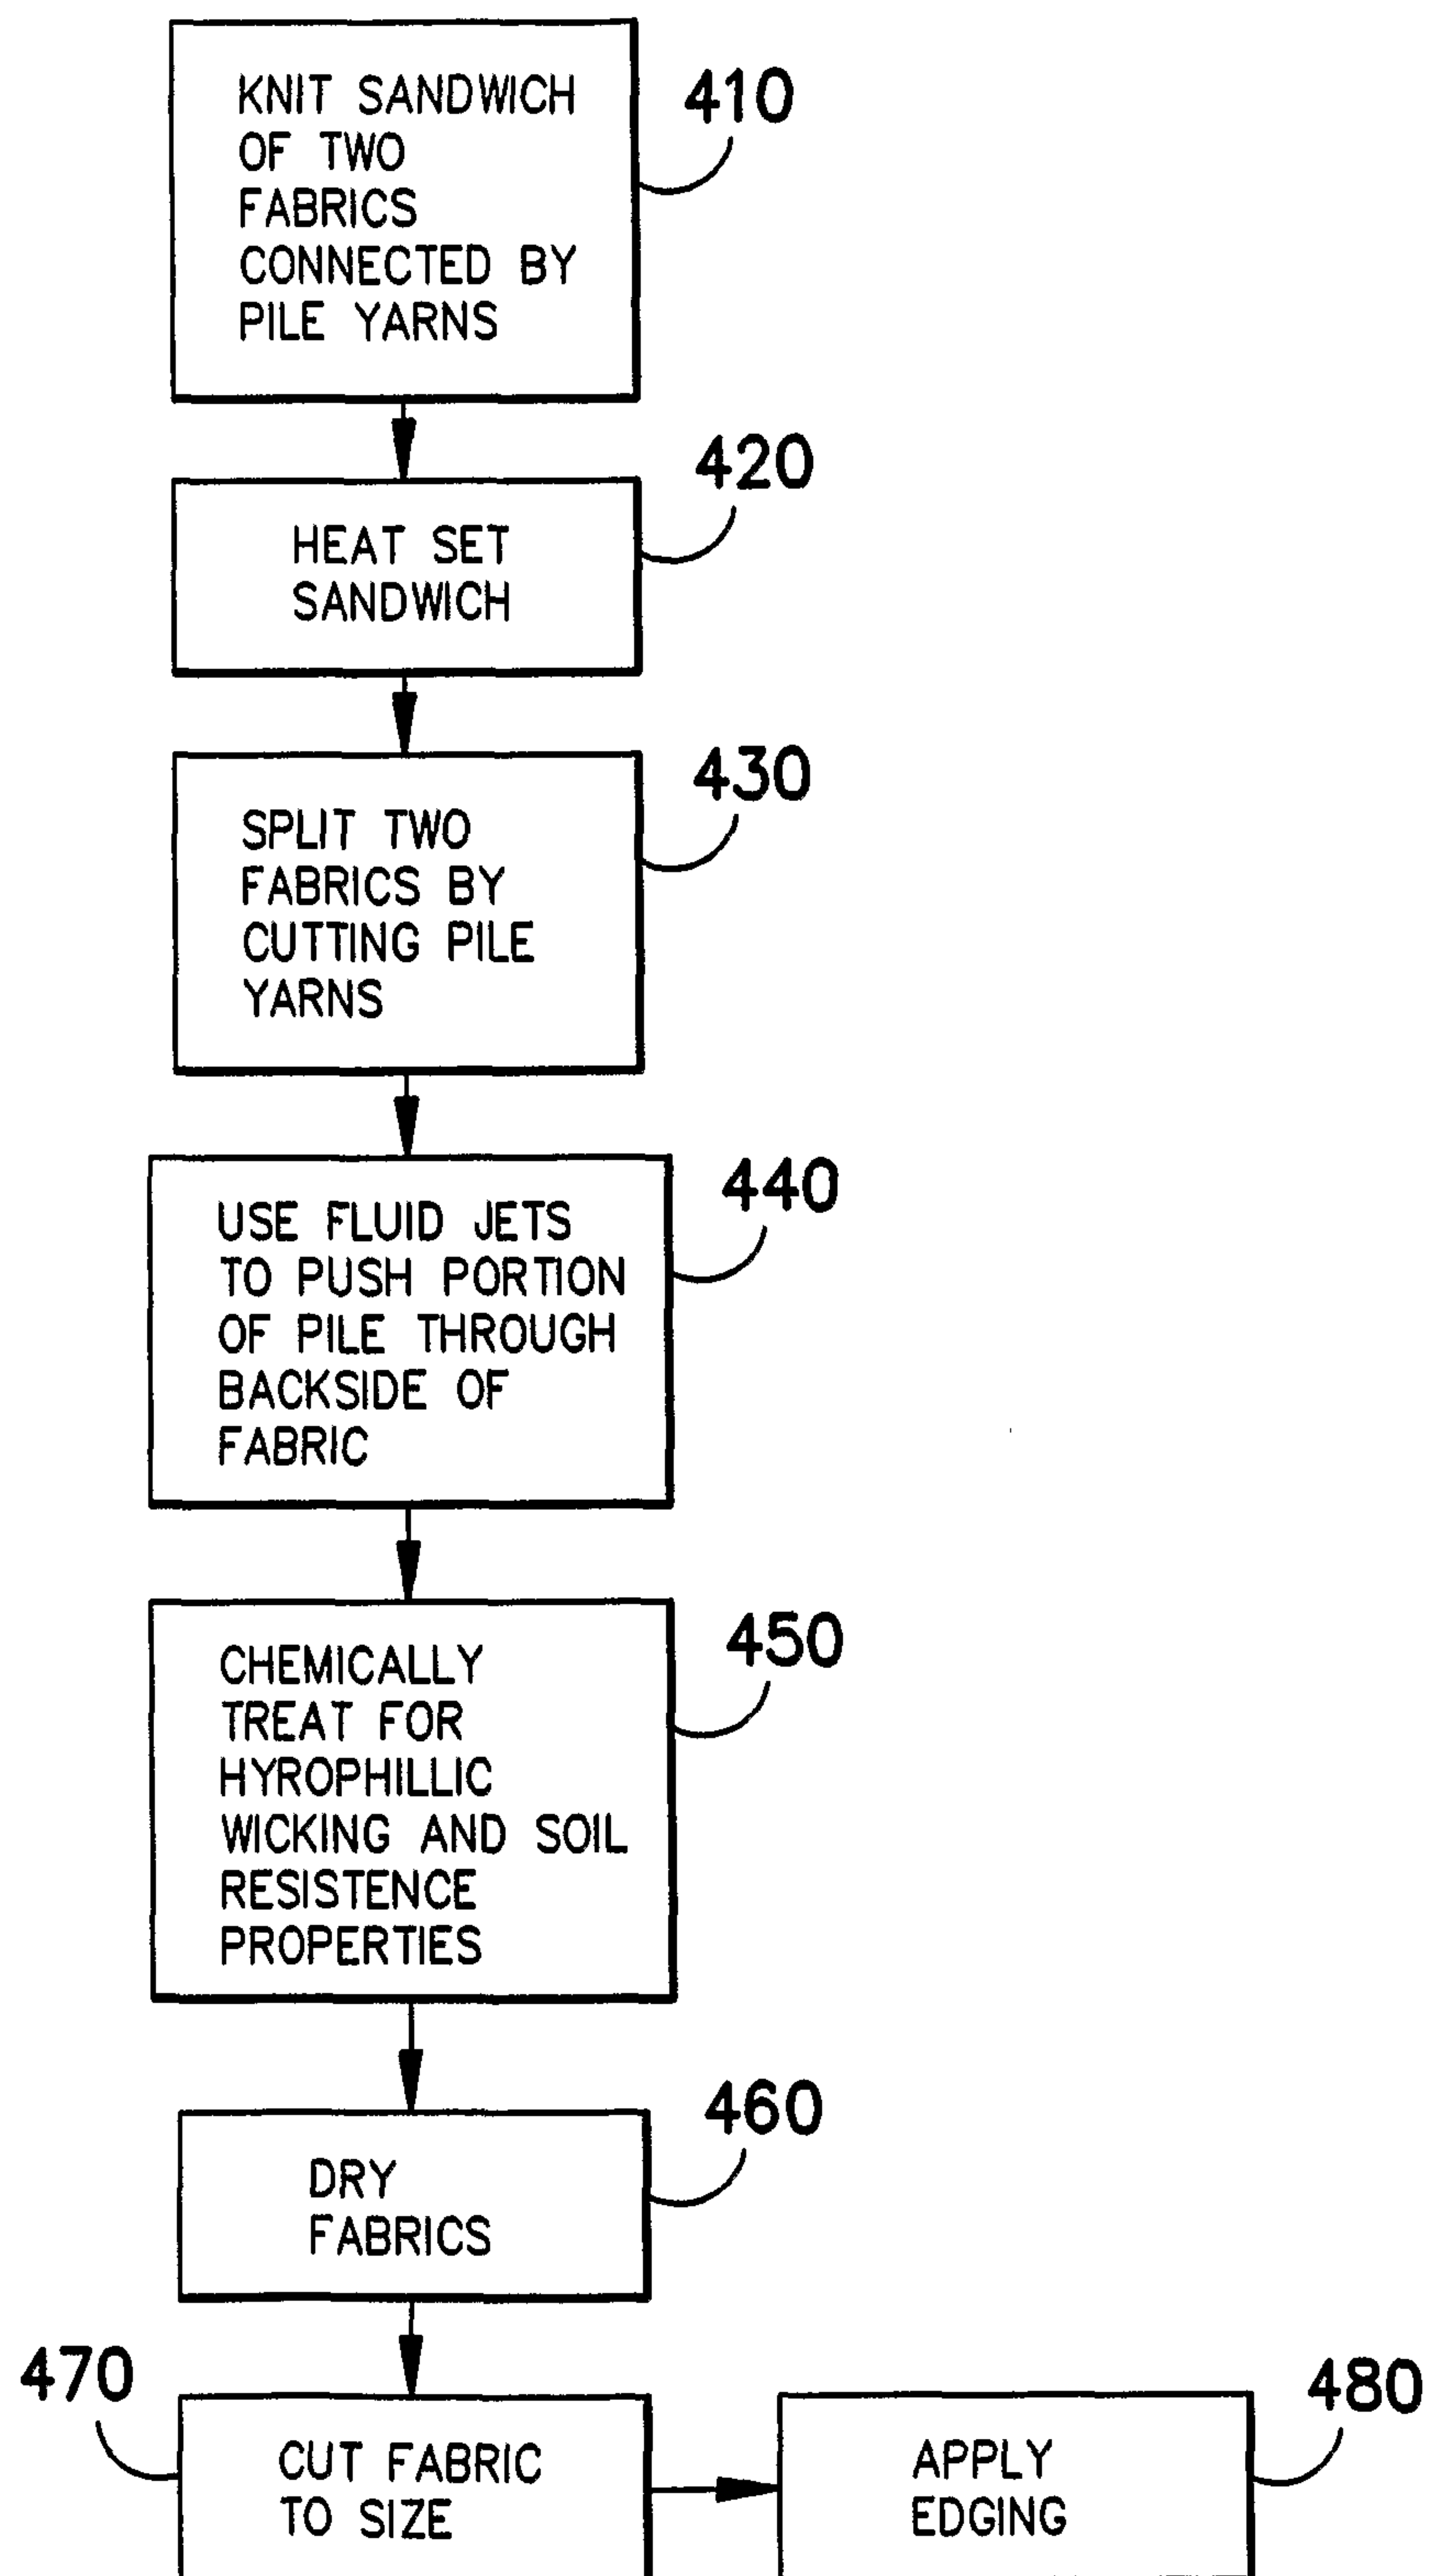 KNIT SANDWICH
OF TWO
FABRICS
CONNECTED BY
PILE YARNS
410
HEAT SET
SANDWICH
420
SPLIT TWO
FABRICS BY
CUTTING PILE
YARNS
430
USE FLUID JETS
TO PUSH PORTION
OF PILE THROUGH
BACKSIDE OF
FABRIC
440
CHEMICALLY
TREAT FOR
HYROPHILLIC
WICKING AND SOIL
RESISTENCE
PROPERTIES
450
DRY
FABRICS
460
470
CUT FABRIC
TO SIZE
APPLY
EDGING
480